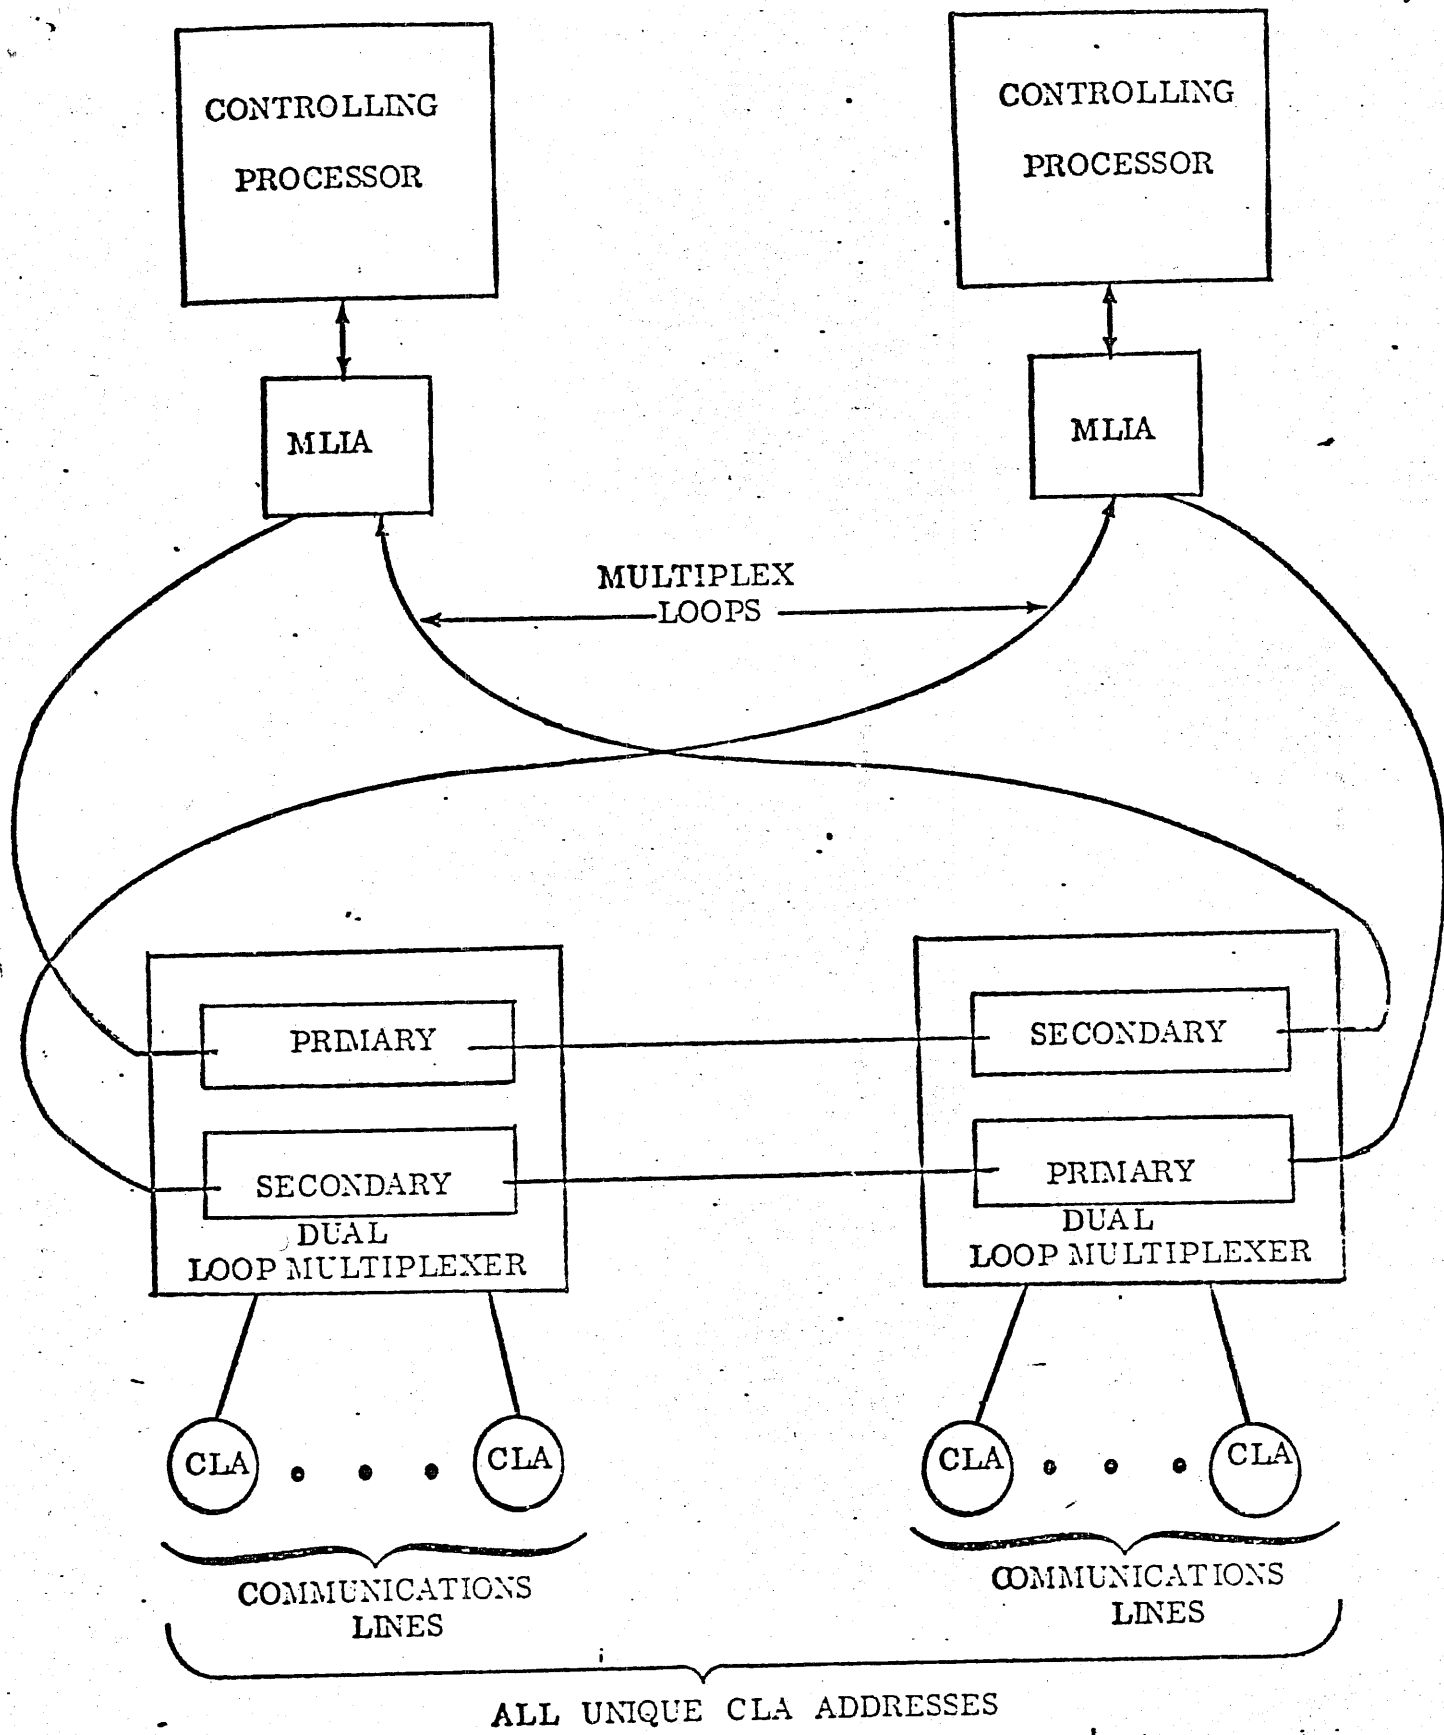 CONTROLLING
PROCESSOR
CONTROLLING
PROCESSOR
MLIA
MLIA
MULTIPLEX
LOOPS
PRIMARY
SECONDARY
SECONDARY
PRIMARY
DUAL
LOOP MULTIPLEXER
DUAL
LOOP MULTIPLEXER
CLA
CLA
CLA
CLA
COMMUNICATIONS
LINES
COMMUNICATIONS
LINES
ALL UNIQUE CLA ADDRESSES